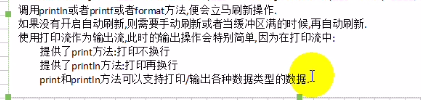 调用println或者printf或者format方法,便会立马刷新操作.
如果没有开启自动刷新,则需要手动刷新或者当缓冲区满的时候,再自动刷新.
使用打印流作为输出流,此时的输出操作会特别简单,因为在打印流中:
提供了print方法:打印不换行
提供了println方法:打印再换行.
print和println方法可以支持打印/输出各种数据类型的数据.